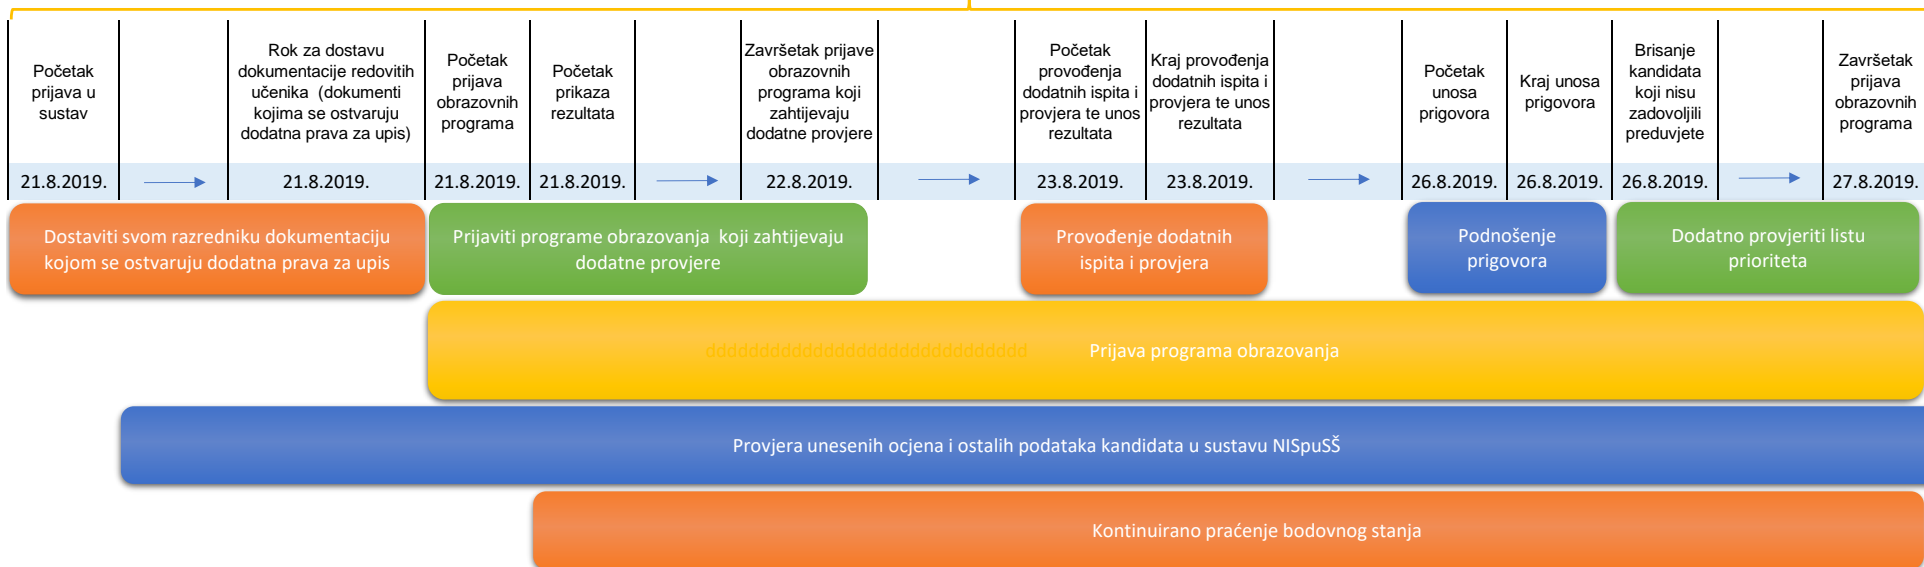 Početak
prijava u
sustav
Rok za dostavu
dokumentacije redovitih
učenika  (dokumenti
kojima se ostvaruju
dodatna prava za upis)
Početak
prijava
obrazovnih
programa
Početak
prikaza
rezultata
Završetak prijave
obrazovnih
programa koji
zahtijevaju
dodatne provjere
Početak
provođenja
dodatnih ispita i
provjera te unos
rezultata
Kraj provođenja
dodatnih ispita i
provjera te unos
rezultata
Početak
unosa
prigovora
Kraj unosa
prigovora
Brisanje
kandidata
koji nisu
zadovoljili
preduvjete
Završetak
prijava
obrazovnih
programa
21.8.2019.
21.8.2019.
21.8.2019.
21.8.2019.
22.8.2019.
23.8.2019.
23.8.2019.
26.8.2019.
26.8.2019.
26.8.2019.
27.8.2019.
Dostaviti svom razredniku dokumentaciju
kojom se ostvaruju dodatna prava za upis
Prijaviti programe obrazovanja  koji zahtijevaju
dodatne provjere
Provođenje dodatnih
ispita i provjera
Podnošenje
prigovora
Dodatno provjeriti listu
prioriteta
dddddddddddddddddddddddddddddd Prijava programa obrazovanja
Provjera unesenih ocjena i ostalih podataka kandidata u sustavu NISpuSŠ
Kontinuirano praćenje bodovnog stanja